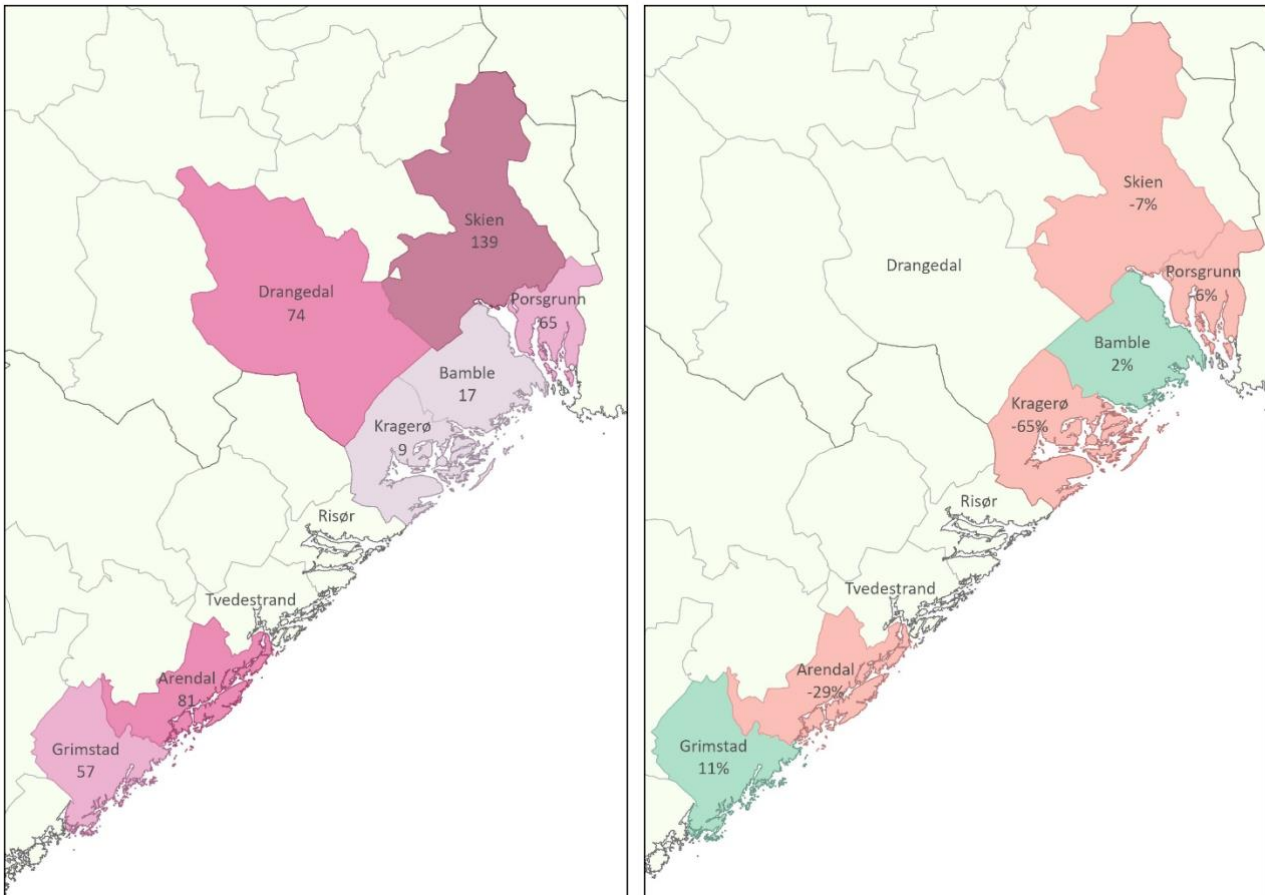 Skien
139
Drangedal
74
Porsgrunn
65
Bamble
17
Kragerø
9
Risør
Tvedestrand
Arendal
81
Grimstad
57
Skien
-7%
Drangedal
Porsgrunn
-6%
Bamble
2%
Kragerø
-65%
Risør
Tvedestrand
Arendal
-29%
Grimstad
11%